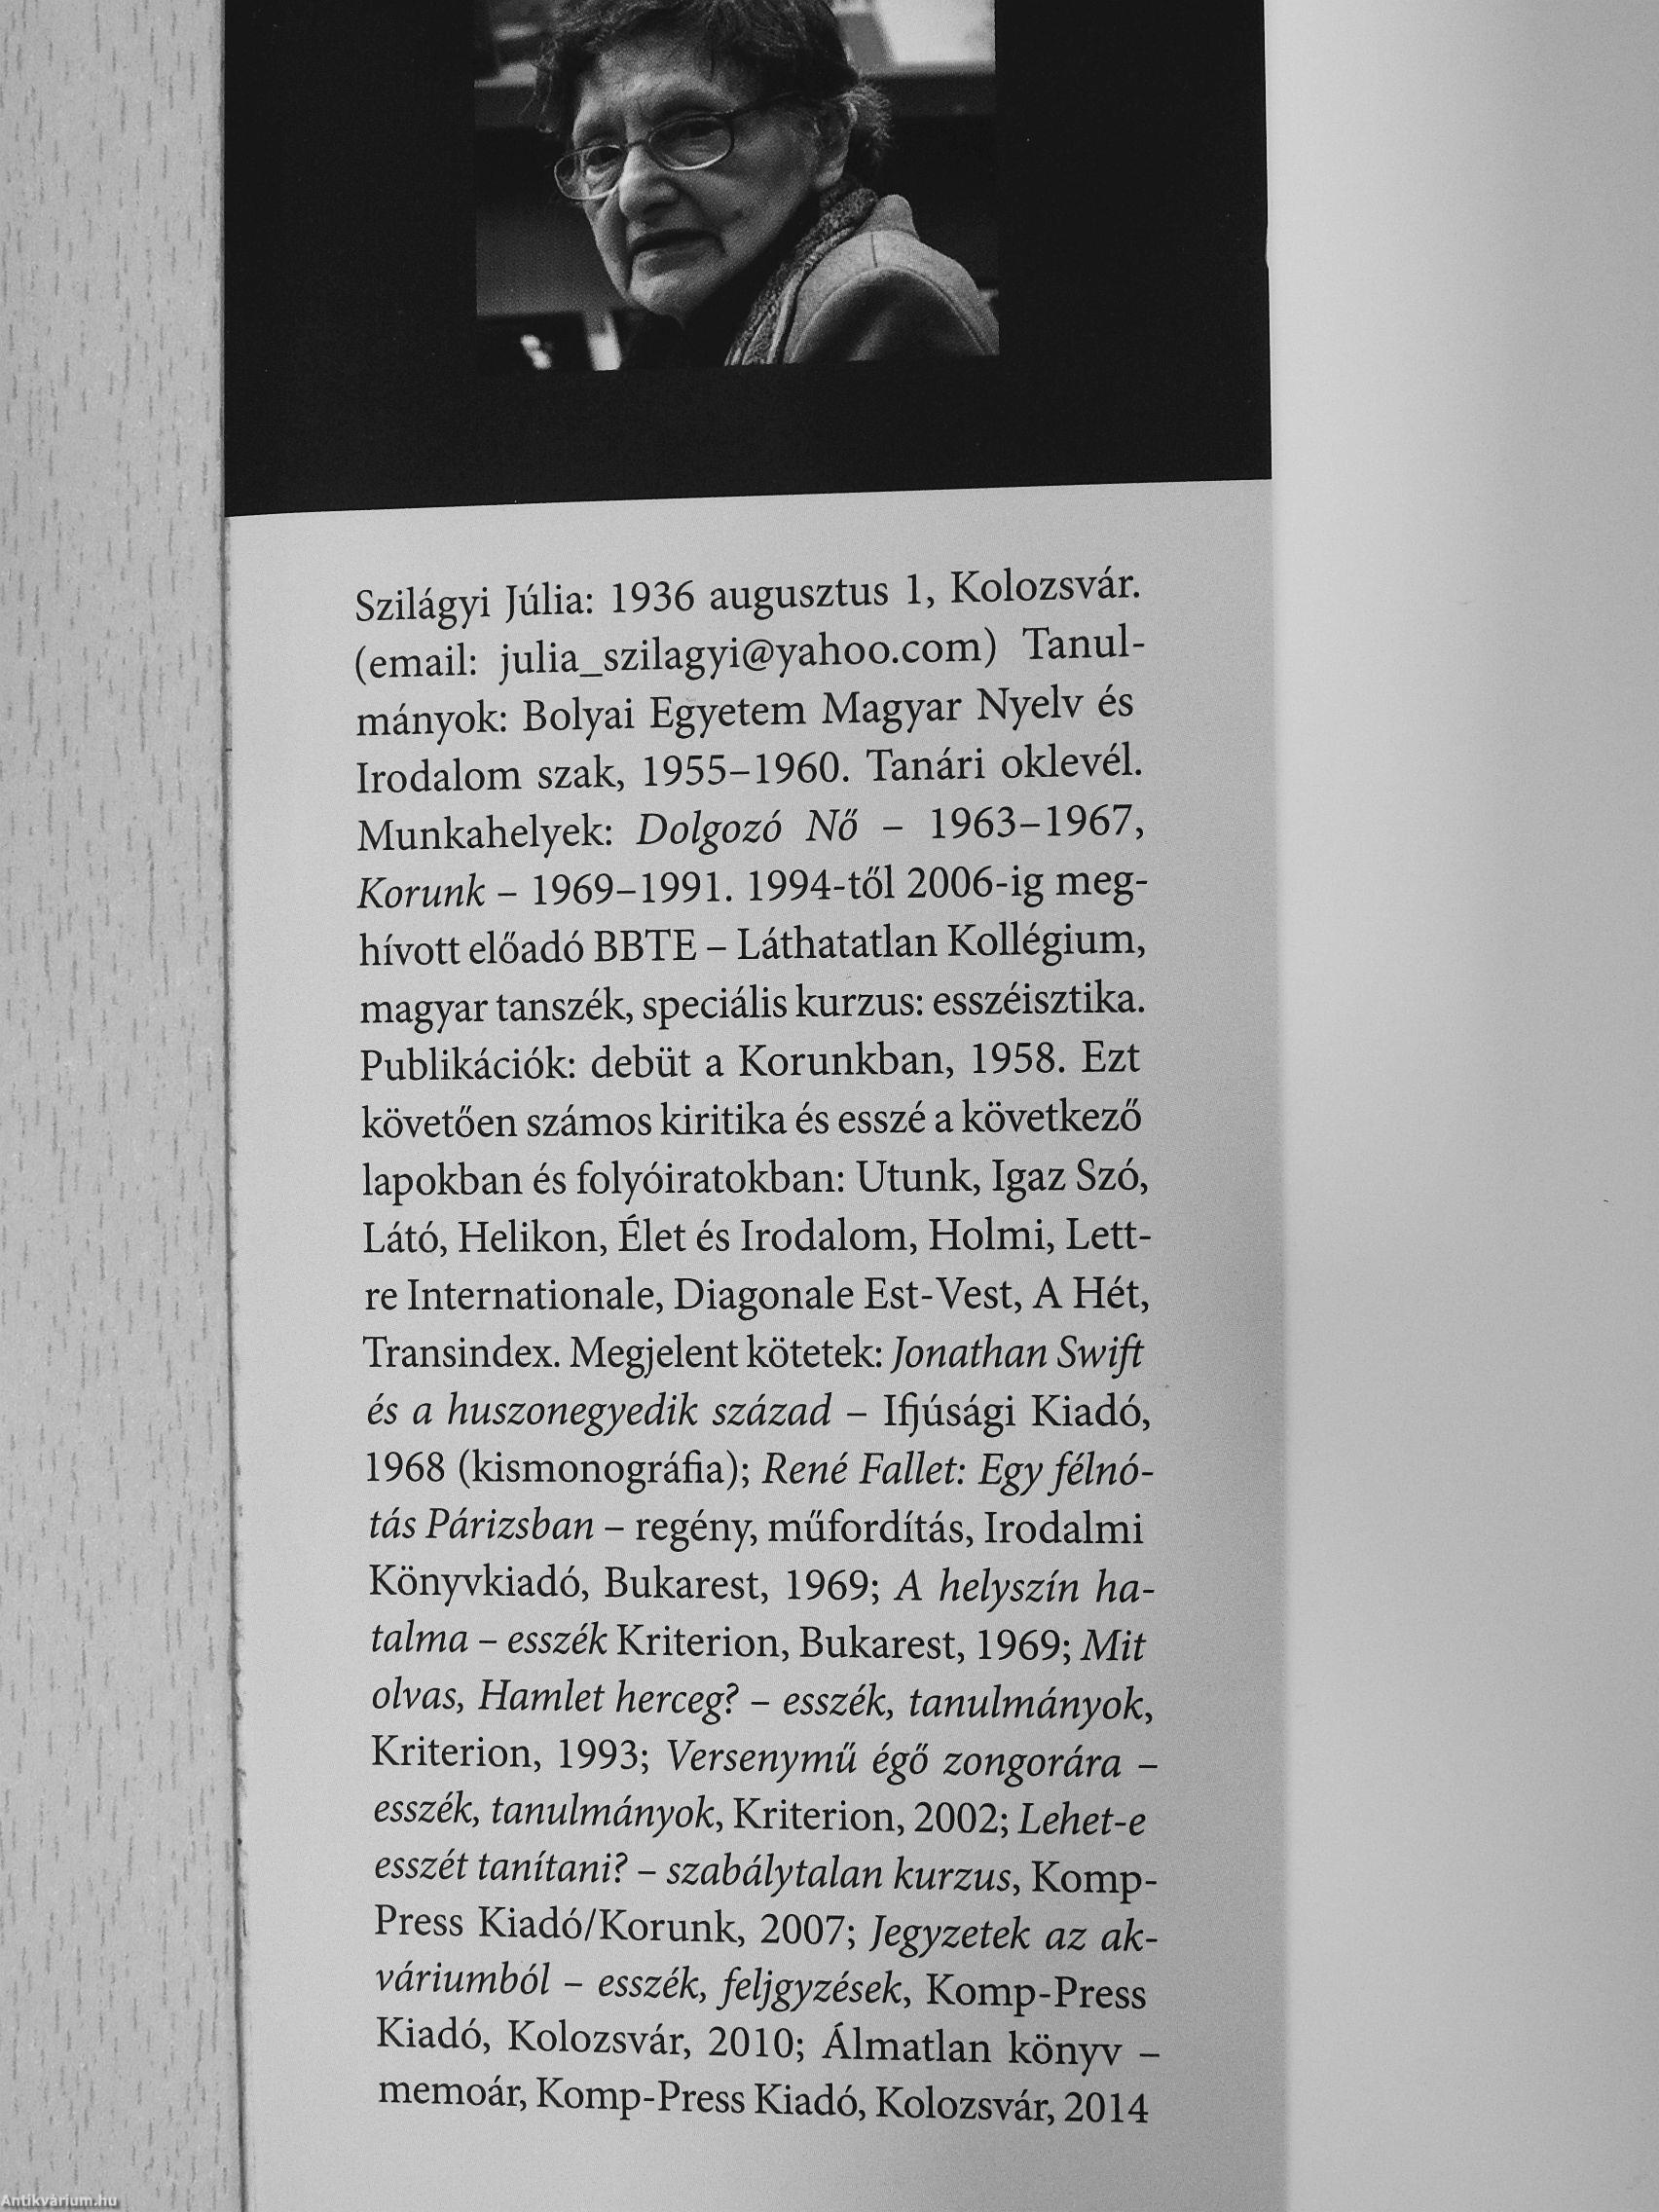 Szilágyi Júlia: 1936 augusztus 1, Kolozsvár.
(email: julia_szilagyi@yahoo.com) Tanul-
mányok: Bolyai Egyetem Magyar Nyelv és
Irodalom szak, 1955–1960. Tanári oklevél.
Munkahelyek: Dolgozó Nő – 1963–1967,
Korunk – 1969–1991. 1994-től 2006-ig meg-
hívott előadó BBTE – Láthatatlan Kollégium,
magyar tanszék, speciális kurzus: esszéisztika.
Publikációk: debüt a Korunkban, 1958. Ezt
követően számos kiritika és esszé a következő
lapokban és folyóiratokban: Utunk, Igaz Szó,
Látó, Helikon, Élet és Irodalom, Holmi, Lett-
re Internationale, Diagonale Est-Vest, A Hét,
Transindex. Megjelent kötetek: Jonathan Swift
és a huszonegyedik század – Ifjúsági Kiadó,
1968 (kismonográfia); René Fallet: Egy félnó-
tás Párizsban – regény, műfordítás, Irodalmi
Könyvkiadó, Bukarest, 1969; A helyszín ha-
talma – esszék Kriterion, Bukarest, 1969; Mit
olvas, Hamlet herceg? – esszék, tanulmányok,
Kriterion, 1993; Versenymű égő zongorára –
esszék, tanulmányok, Kriterion, 2002; Lehet-e
esszét tanítani? – szabálytalan kurzus, Komp-
Press Kiadó/Korunk, 2007; Jegyzetek az ak-
váriumból – esszék, feljgyzések, Komp-Press
Kiadó, Kolozsvár, 2010; Álmatlan könyv –
memoár, Komp-Press Kiadó, Kolozsvár, 2014
Antikvárium.hu